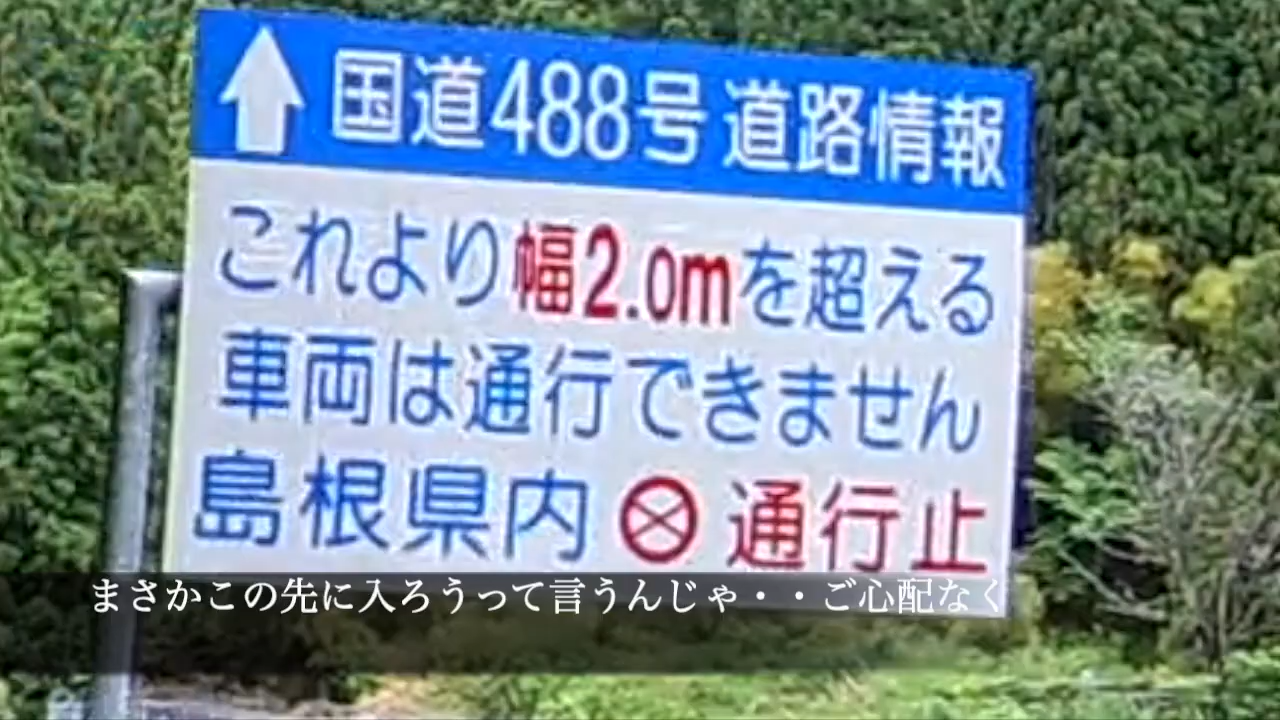 ↑ 国道488号 道路情報
これより幅2.0mを超える
車両は通行できません
島根県内 ⊗ 通行止
まさかこの先に入ろうって言うんじゃ・・ご心配なく